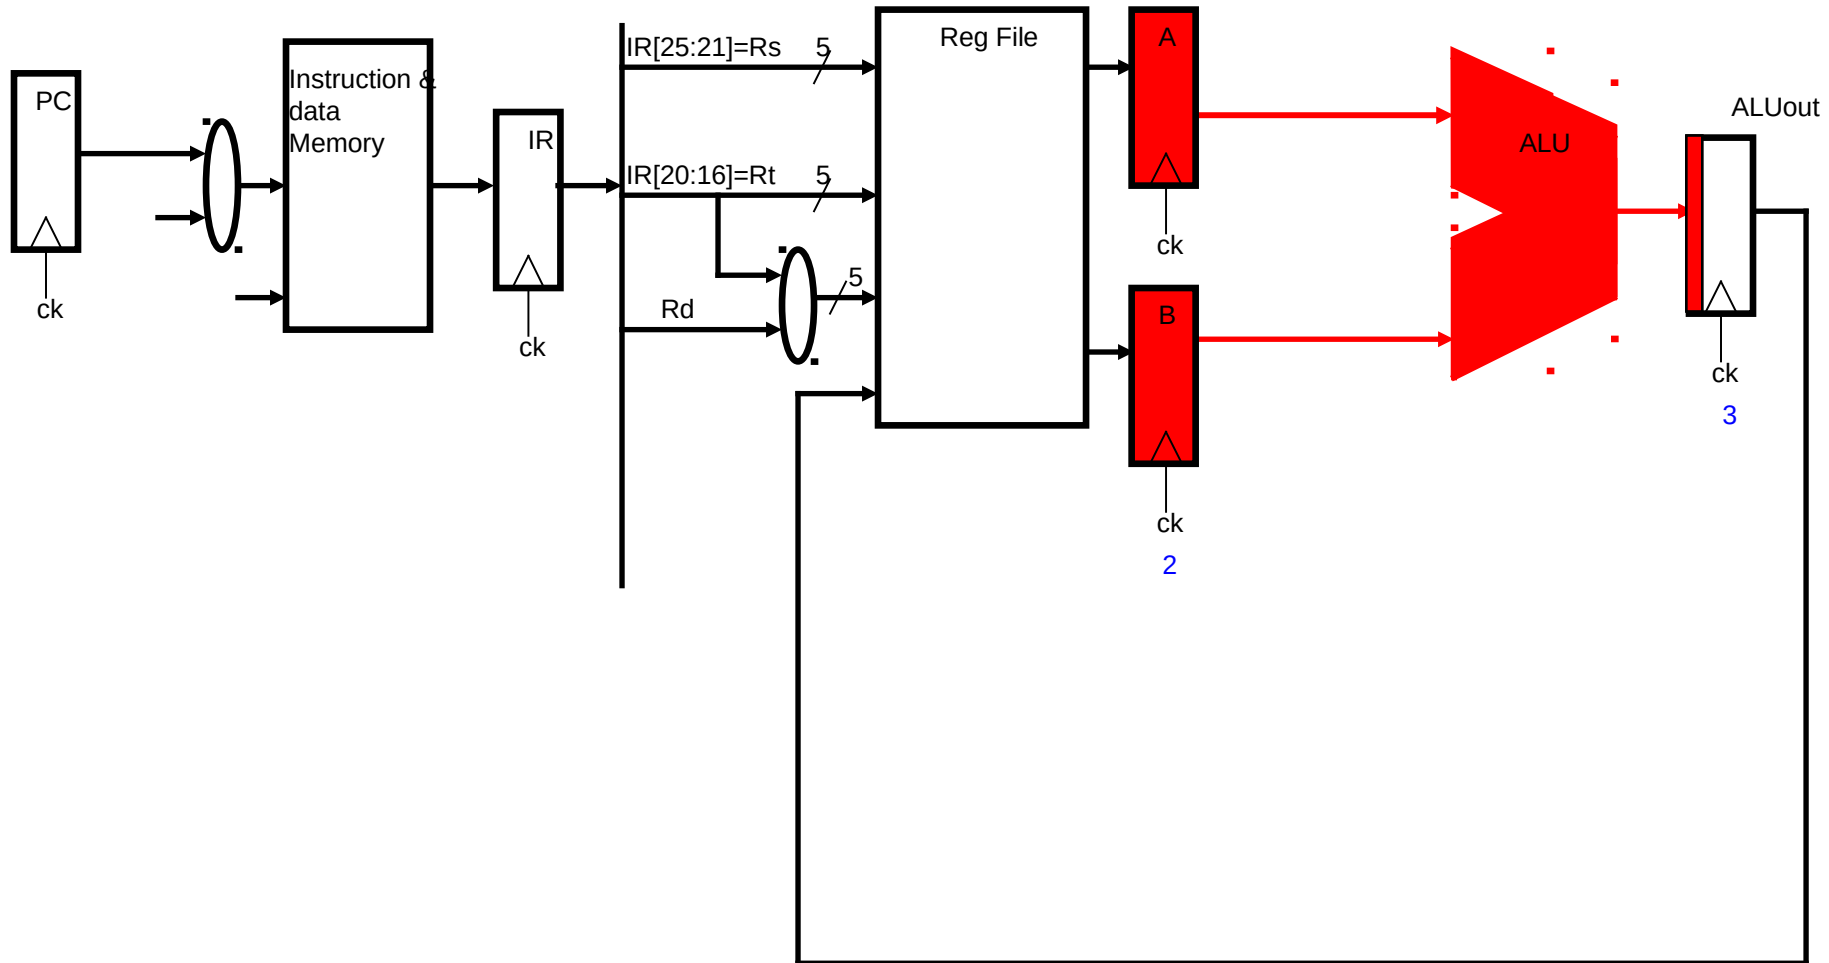 PC
ck
Instruction &
data
Memory
IR
ck
IR[25:21]=Rs
5
IR[20:16]=Rt
5
5
Rd
Reg File
A
ck
B
ck
2
ALU
ALUout
ck
3